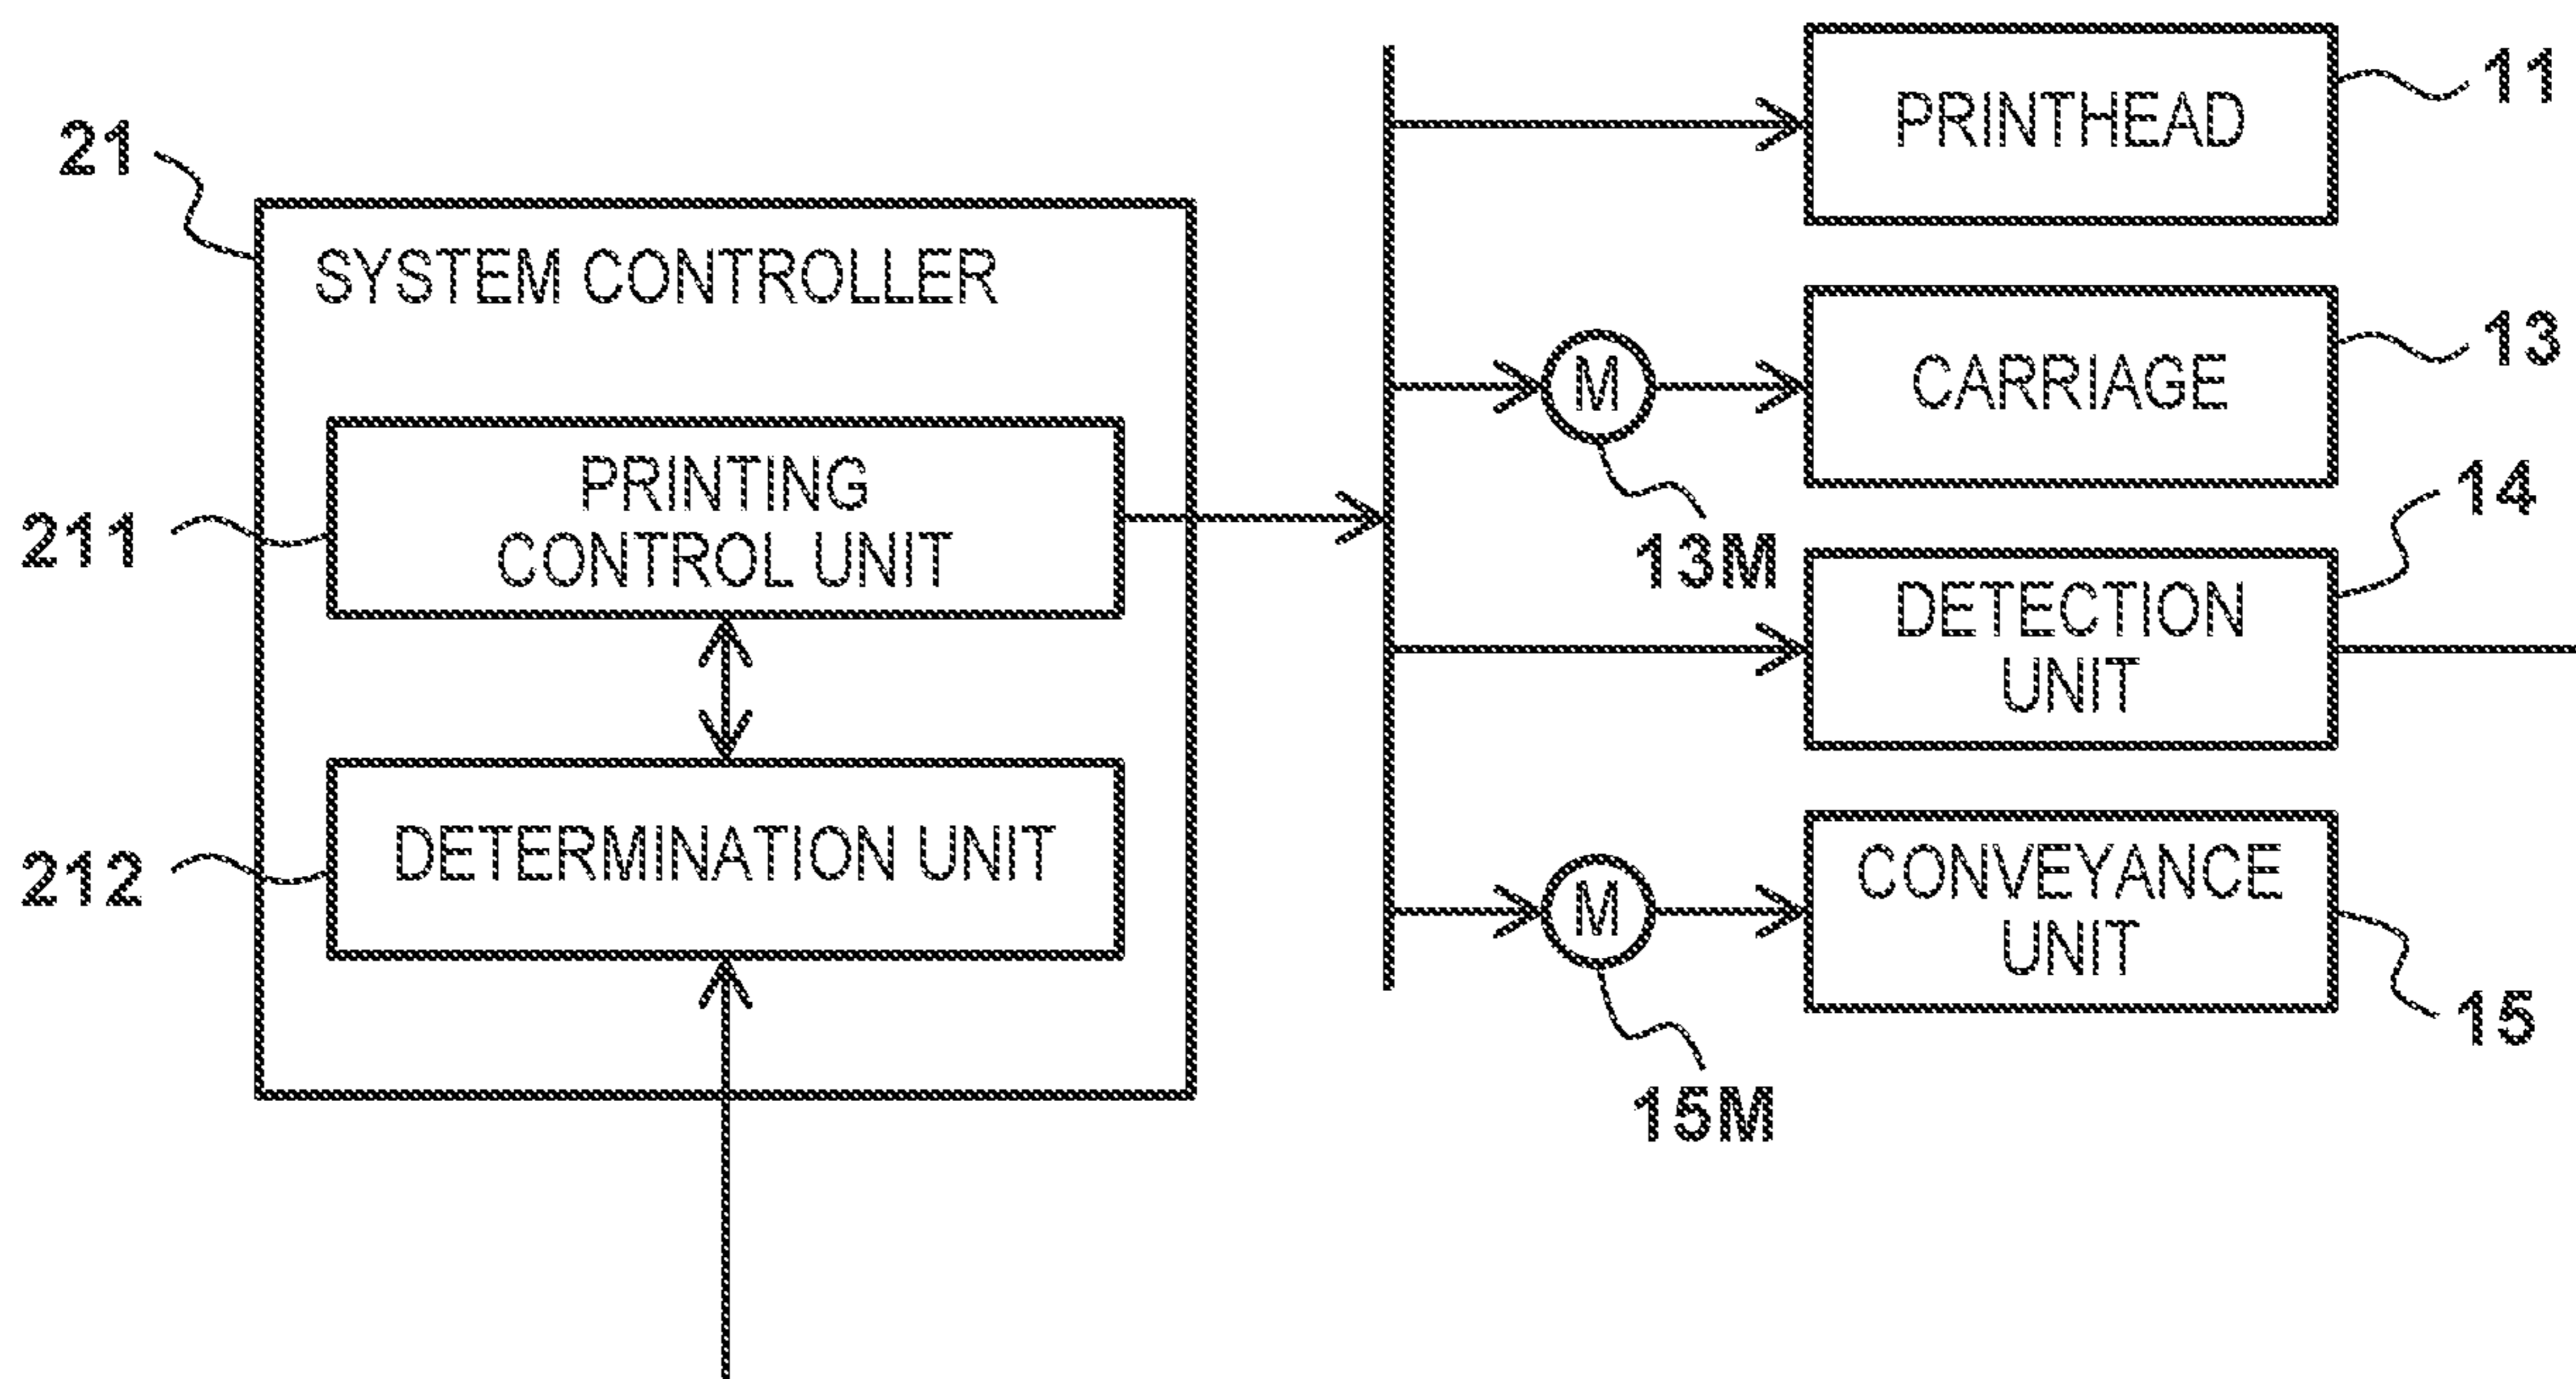 21
SYSTEM CONTROLLER
211
PRINTING
CONTROL UNIT
212
DETERMINATION UNIT
PRINTHEAD
11
M
13M
CARRIAGE
13
DETECTION
UNIT
14
M
15M
CONVEYANCE
UNIT
15